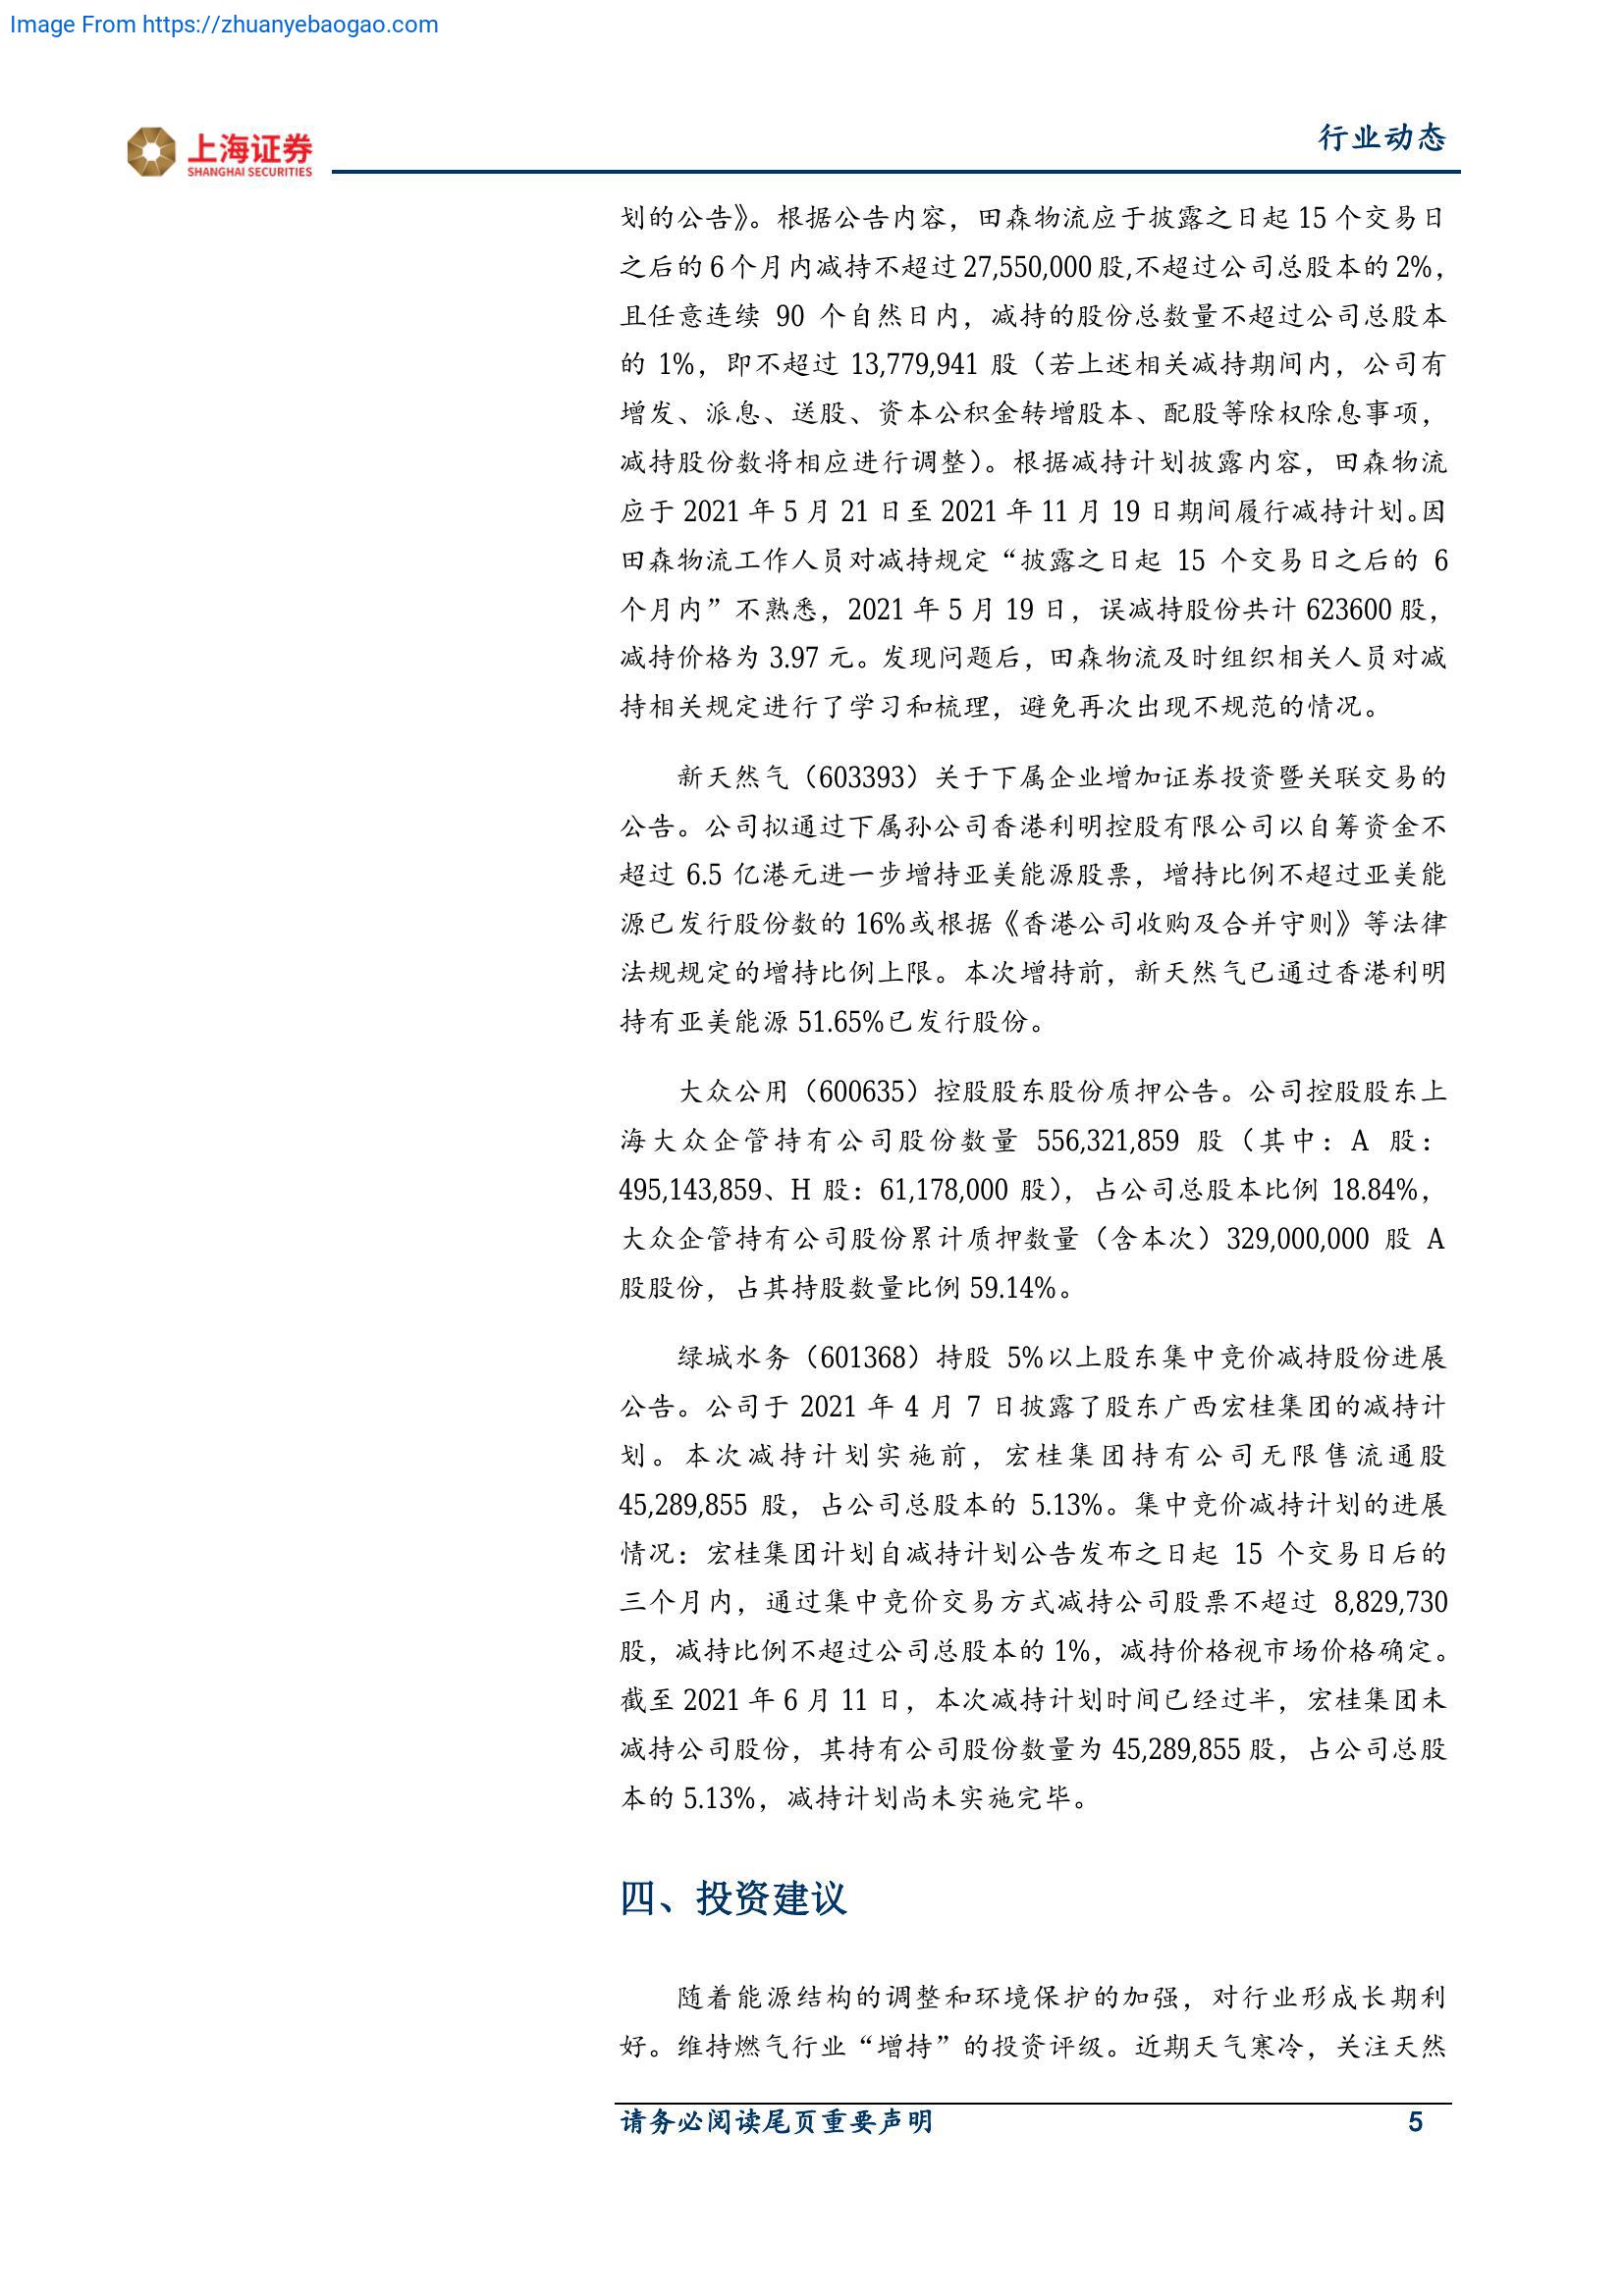 Image From https://zhuanyebaogao.com
上海证券
SHANGHAI SECURITIES
行业动态
划的公告》。根据公告内容，田森物流应于披露之日起 15 个交易日
之后的 6 个月内减持不超过 27,550,000 股,不超过公司总股本的 2%，
且任意连续 90 个自然日内，减持的股份总数量不超过公司总股本
的 1%，即不超过 13,779,941 股（若上述相关减持期间内，公司有
增发、派息、送股、资本公积金转增股本、配股等除权除息事项，
减持股份数将相应进行调整）。根据减持计划披露内容，田森物流
应于 2021 年 5 月 21 日至 2021 年 11 月 19 日期间履行减持计划。因
田森物流工作人员对减持规定“披露之日起 15 个交易日之后的 6
个月内”不熟悉，2021 年 5 月 19 日，误减持股份共计 623600 股，
减持价格为 3.97 元。发现问题后，田森物流及时组织相关人员对减
持相关规定进行了学习和梳理，避免再次出现不规范的情况。
新天然气（603393）关于下属企业增加证券投资暨关联交易的
公告。公司拟通过下属孙公司香港利明控股有限公司以自筹资金不
超过 6.5 亿港元进一步增持亚美能源股票，增持比例不超过亚美能
源已发行股份数的 16%或根据《香港公司收购及合并守则》等法律
法规规定的增持比例上限。本次增持前，新天然气已通过香港利明
持有亚美能源 51.65%已发行股份。
大众公用（600635）控股股东股份质押公告。公司控股股东上
海大众企管持有公司股份数量 556,321,859 股（其中：A 股：
495,143,859、H 股：61,178,000 股），占公司总股本比例 18.84%，
大众企管持有公司股份累计质押数量（含本次）329,000,000 股 A
股股份，占其持股数量比例 59.14%。
绿城水务（601368）持股 5%以上股东集中竞价减持股份进展
公告。公司于 2021 年 4 月 7 日披露了股东广西宏桂集团的减持计
划。本次减持计划实施前，宏桂集团持有公司无限售流通股
45,289,855 股，占公司总股本的 5.13%。集中竞价减持计划的进展
情况：宏桂集团计划自减持计划公告发布之日起 15 个交易日后的
三个月内，通过集中竞价交易方式减持公司股票不超过 8,829,730
股，减持比例不超过公司总股本的 1%，减持价格视市场价格确定。
截至 2021 年 6 月 11 日，本次减持计划时间已经过半，宏桂集团未
减持公司股份，其持有公司股份数量为 45,289,855 股，占公司总股
本的 5.13%，减持计划尚未实施完毕。
四、投资建议
随着能源结构的调整和环境保护的加强，对行业形成长期利
好。维持燃气行业“增持”的投资评级。近期天气寒冷，关注天然
请务必阅读尾页重要声明
5